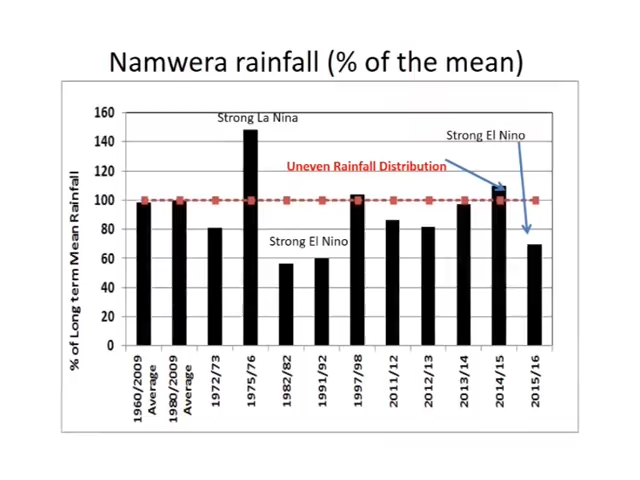 Namwera rainfall (% of the mean)
% of Long term Mean Rainfall
160
140
120
100
80
60
40
20
0
Strong La Nina
Strong El Nino
Uneven Rainfall Distribution
Strong El Nino
1960/2009
Average
1980/2009
Average
1972/73
1975/76
1982/82
1991/92
1997/98
2011/12
2012/13
2013/14
2014/15
2015/16